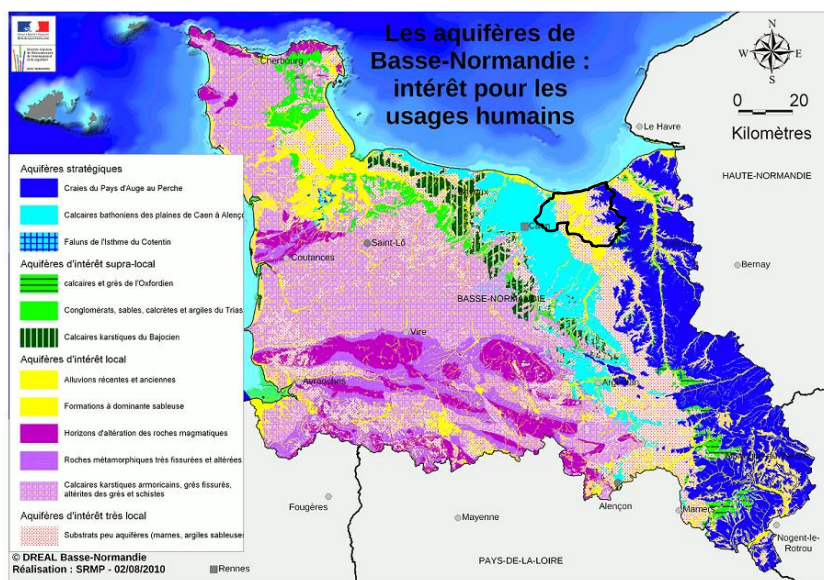 Les aquifères de
Basse-Normandie :
intérêt pour les
usages humains
N
W
E
S
0 20
Kilomètres
Cherbourg
Le Havre
HAUTE-NORMANDIE
Aquifères stratégiques
Craies du Pays d'Auge au Perche
Calcaires bathoniens des plaines de Caen à Alenço
Faluns de l'Isthme du Cotentin
Aquifères d'intérêt supra-local
calcaires et grès de l'Oxfordien
Conglomérats, sables, calcrètes et argiles du Trias
Calcaires karstiques du Bajocien
Aquifères d'intérêt local
Alluvions récentes et anciennes
Formations à dominante sableuse
Horizons d'altération des roches magmatiques
Roches métamorphiques très fissurées et altérées
Calcaires karstiques armoricains, grès fissurés,
altérites des grès et schistes
Aquifères d'intérêt très local
Substrats peu aquifères (marnes, argiles sableuse
Caen
Saint-Lô
Coutances
Bernay
BASSE-NORMANDIE
Vire
Avranches
Alençon
Mamers
Fougères
Mayenne
Nogent-le-
Rotrou
PAYS-DE-LA-LOIRE
Rennes
© DREAL Basse-Normandie
Réalisation : SRMP - 02/08/2010